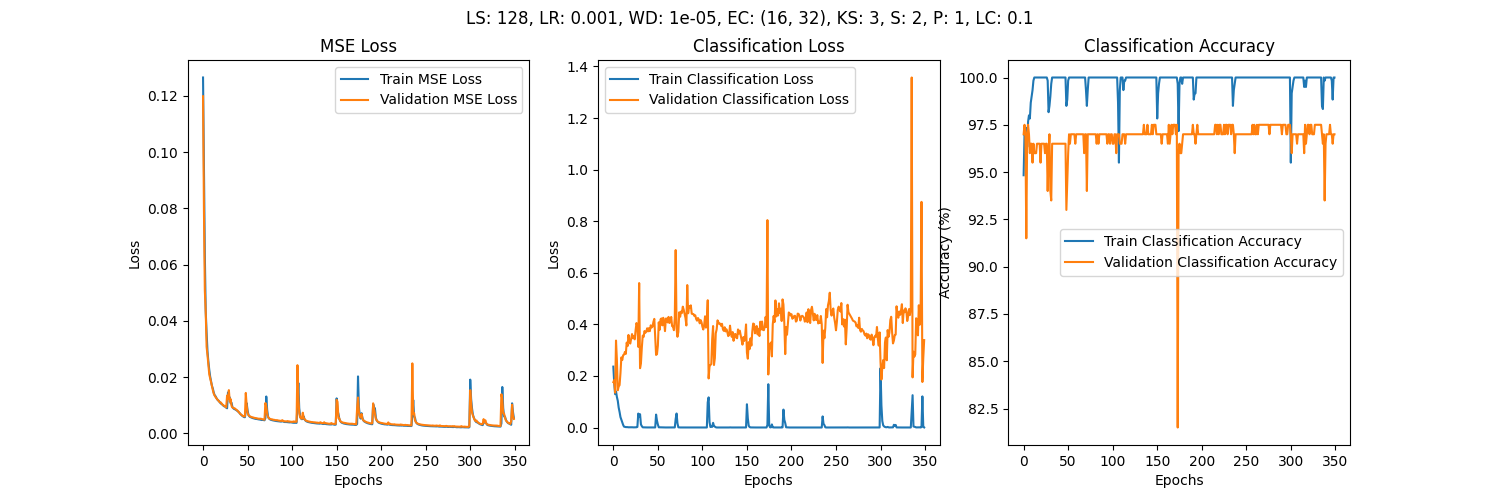 LS: 128, LR: 0.001, WD: 1e-05, EC: (16, 32), KS: 3, S: 2, P: 1, LC: 0.1
MSE Loss
Train MSE Loss
Validation MSE Loss
0.12
0.10
0.08
0.06
0.04
0.02
0.00
Loss
0 50 100 150 200 250 300 350
Epochs
Classification Loss
Train Classification Loss
Validation Classification Loss
1.4
1.2
1.0
0.8
0.6
0.4
0.2
0.0
Loss
0 50 100 150 200 250 300 350
Epochs
Classification Accuracy
100.0
97.5
95.0
92.5
90.0
87.5
85.0
82.5
Accuracy (%)
Train Classification Accuracy
Validation Classification Accuracy
0 50 100 150 200 250 300 350
Epochs